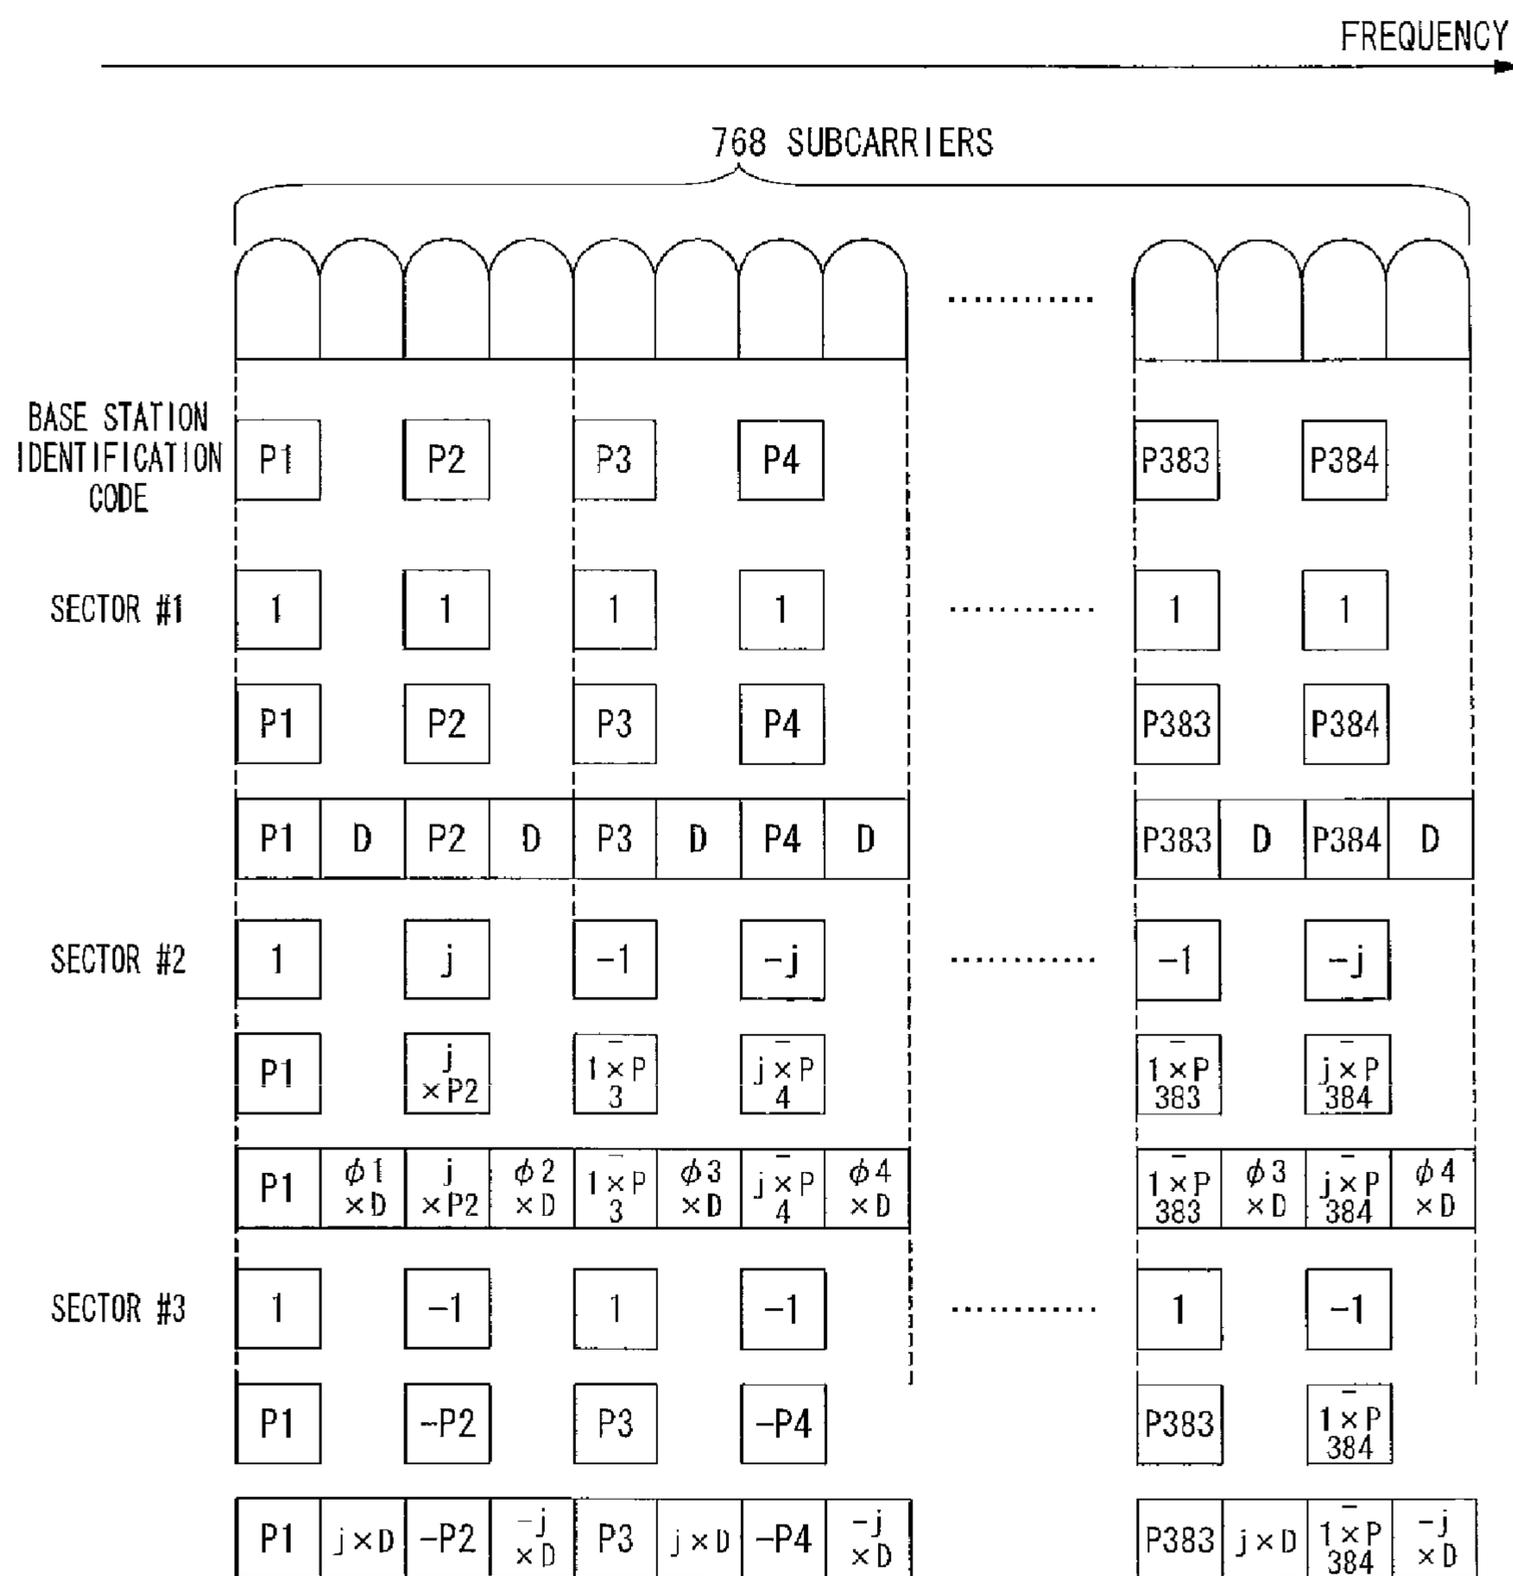 FREQUENCY
768 SUBCARRIERS
BASE STATION
IDENTIFICATION
CODE
P1 P2 P3 P4 P383 P384
SECTOR #1 1 1 1 1 ............ 1 1
P1 P2 P3 P4 P383 P384
P1 D P2 D P3 D P4 D P383 D P384 D
SECTOR #2 1 j -1 -j ............ -1 -j
P1 j ×P2 - 1×P 3 - j×P 4 - 1×P 383 - j×P 384
P1 φ1 ×D j ×P2 φ2 ×D - 1×P 3 φ3 ×D - j×P 4 φ4 ×D - 1×P 383 φ3 ×D - j×P 384 φ4 ×D
SECTOR #3 1 -1 1 -1 ............ 1 -1
P1 -P2 P3 -P4 P383 - 1×P 384
P1 j×D -P2 -j ×D P3 j×D -P4 -j ×D P383 j×D - 1×P 384 -j ×D